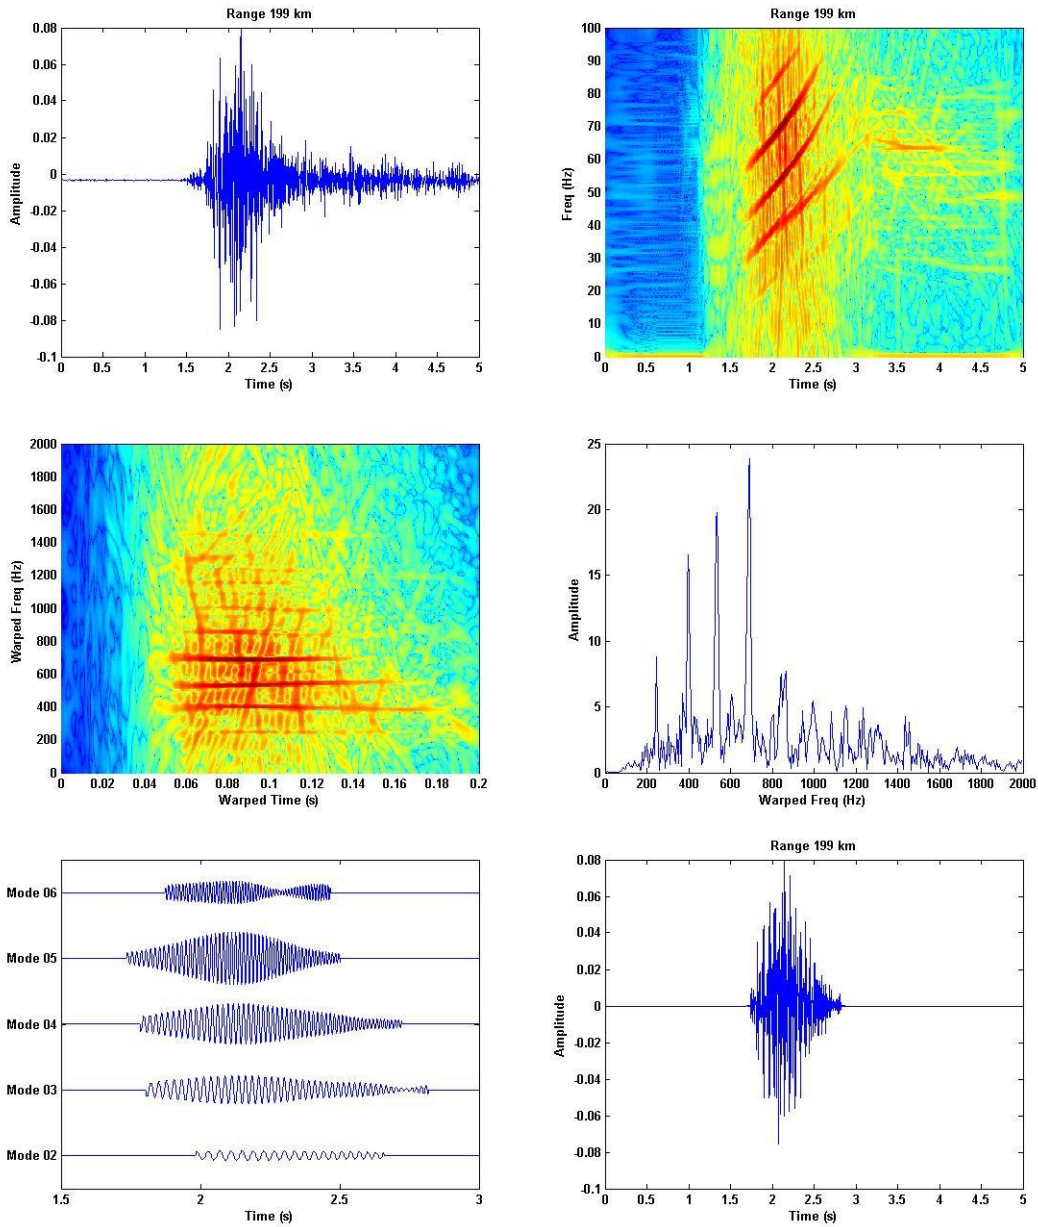 Range 199 km
0.08
0.06
0.04
0.02
0
-0.02
-0.04
-0.06
-0.08
-0.1
Amplitude
0 0.5 1 1.5 2 2.5 3 3.5 4 4.5 5
Time (s)
Range 199 km
100
90
80
70
60
50
40
30
20
10
0
Freq (Hz)
0 0.5 1 1.5 2 2.5 3 3.5 4 4.5 5
Time (s)
2000
1800
1600
1400
1200
1000
800
600
400
200
0
Warped Freq (Hz)
0 0.02 0.04 0.06 0.08 0.1 0.12 0.14 0.16 0.18 0.2
Warped Time (s)
25
20
15
10
5
0
Amplitude
0 200 400 600 800 1000 1200 1400 1600 1800 2000
Warped Freq (Hz)
Mode 06
Mode 05
Mode 04
Mode 03
Mode 02
1.5 2 2.5 3
Time (s)
Range 199 km
0.08
0.06
0.04
0.02
0
-0.02
-0.04
-0.06
-0.08
-0.1
Amplitude
0 0.5 1 1.5 2 2.5 3 3.5 4 4.5 5
Time (s)